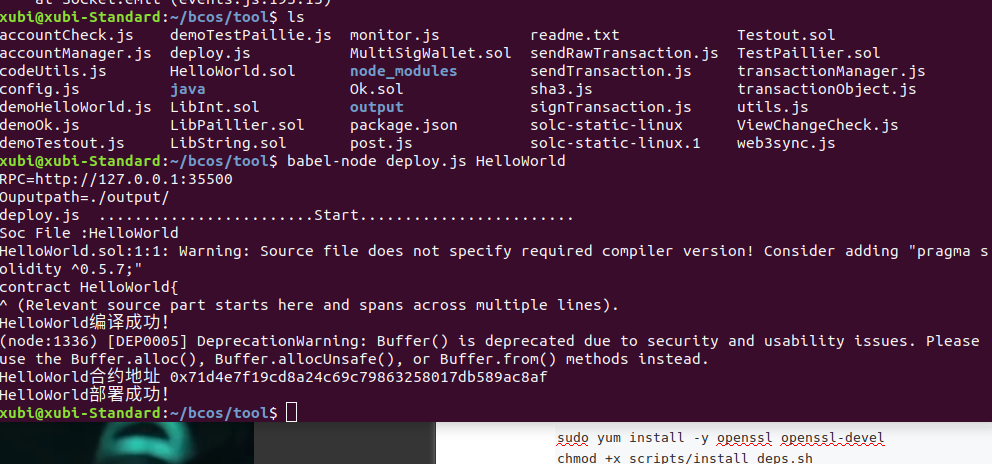 xubi@xubi-Standard:~/bcos/tool$ ls
accountCheck.js demoTestPaillie.js monitor.js readme.txt Testout.sol
accountManager.js deploy.js MultiSigWallet.sol sendRawTransaction.js TestPaillier.sol
codeUtils.js HelloWorld.sol node_modules sendTransaction.js transactionManager.js
config.js java Ok.sol sha3.js transactionObject.js
demoHelloWorld.js LibInt.sol output signTransaction.js utils.js
demoOk.js LibPaillier.sol package.json solc-static-linux ViewChangeCheck.js
demoTestout.js LibString.sol post.js solc-static-linux.1 web3sync.js
xubi@xubi-Standard:~/bcos/tool$ babel-node deploy.js HelloWorld
RPC=http://127.0.0.1:35500
Ouputpath=./output/
deploy.js ........................Start........................
Soc File :HelloWorld
HelloWorld.sol:1:1: Warning: Source file does not specify required compiler version! Consider adding "pragma s
olidity ^0.5.7;"
contract HelloWorld{
^ (Relevant source part starts here and spans across multiple lines).
HelloWorld编译成功!
(node:1336) [DEP0005] DeprecationWarning: Buffer() is deprecated due to security and usability issues. Please
use the Buffer.alloc(), Buffer.allocUnsafe(), or Buffer.from() methods instead.
HelloWorld合约地址 0x71d4e7f19cd8a24c69c79863258017db589ac8af
HelloWorld部署成功!
xubi@xubi-Standard:~/bcos/tool$
sudo yum install -y openssl openssl-devel
chmod +x scripts/install_deps.sh